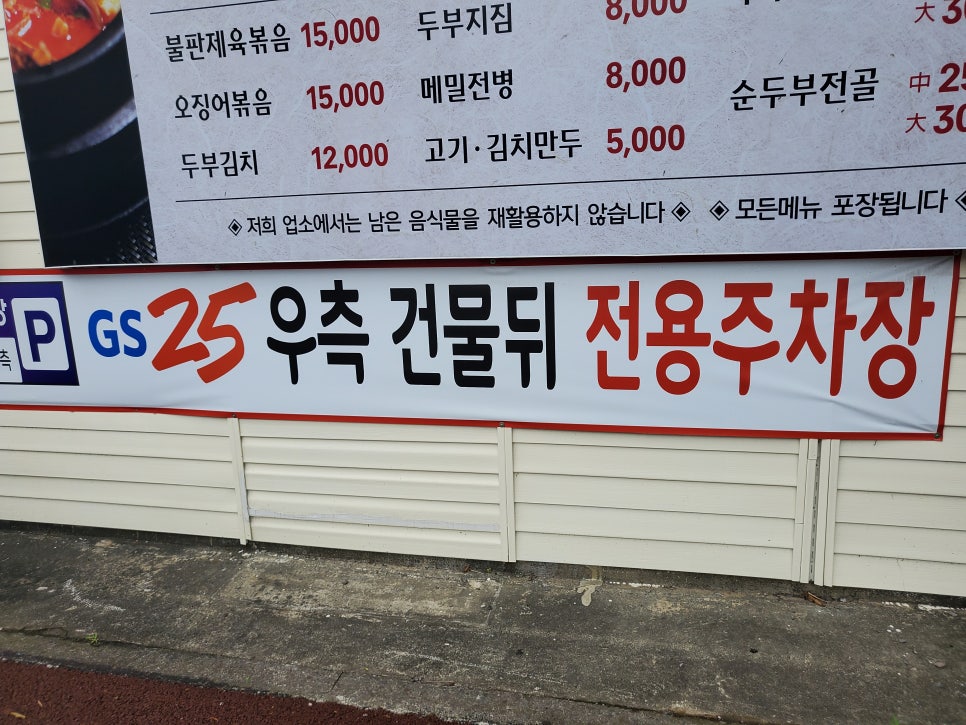 불판제육볶음 15,000
오징어볶음 15,000
두부김치 12,000
두부지짐 8,000
메밀전병 8,000
고기·김치만두 5,000
순두부전골 中
大
◈ 저희 업소에서는 남은 음식물을 재활용하지 않습니다 ◈ ◈ 모든메뉴 포장됩니다
P GS25 우측 건물뒤 전용주차장